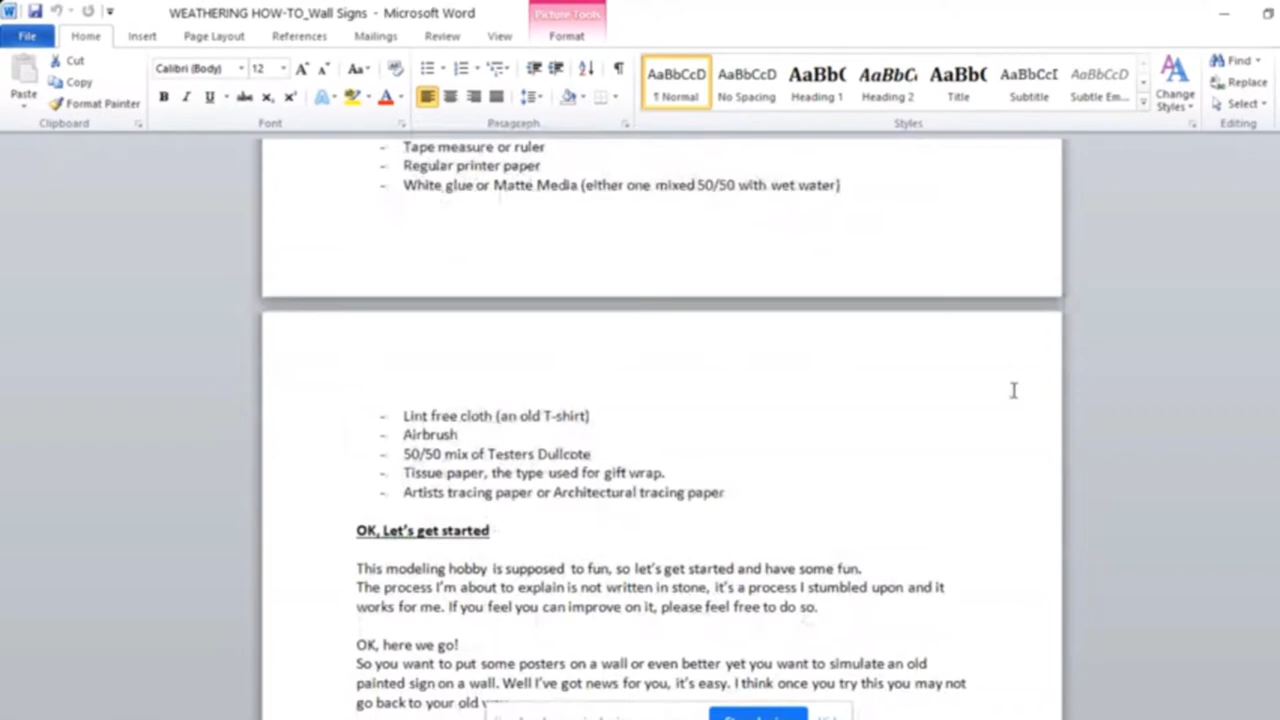 WEATHERING HOW-TO_Wall Signs - Microsoft Word
Picture Tools
File Home Insert Page Layout References Mailings Review View Format
Paste
Cut
Copy
Format Painter
Clipboard
Calibri (Body) 12
Font
Paragraph
AaBbCcD AaBbCcD AaBb( AaBbC AaBb( AaBbCcI AaBbCcD
¶ Normal No Spacing Heading 1 Heading 2 Title Subtitle Subtle Em...
Styles
Change Styles
Find
Replace
Select
Editing
- Tape measure or ruler
- Regular printer paper
- White glue or Matte Media (either one mixed 50/50 with wet water)
- Lint free cloth (an old T-shirt)
- Airbrush
- 50/50 mix of Testers Dullcote
- Tissue paper, the type used for gift wrap.
- Artists tracing paper or Architectural tracing paper
OK, Let's get started
This modeling hobby is supposed to fun, so let's get started and have some fun.
The process I'm about to explain is not written in stone, it's a process I stumbled upon and it
works for me. If you feel you can improve on it, please feel free to do so.
OK, here we go!
So you want to put some posters on a wall or even better yet you want to simulate an old
painted sign on a wall. Well I've got news for you, it's easy. I think once you try this you may not
go back to your old